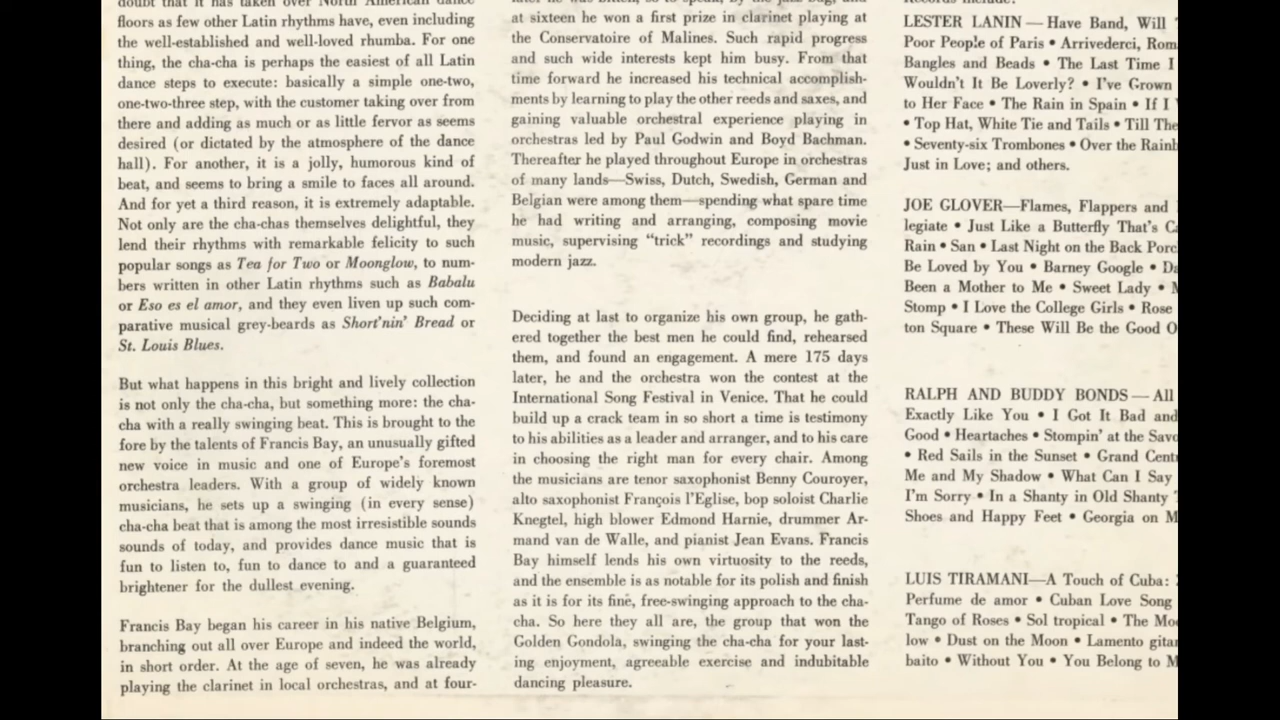 doubt that it has taken over North American dance
floors as few other Latin rhythms have, even including
the well-established and well-loved rhumba. For one
thing, the cha-cha is perhaps the easiest of all Latin
dance steps to execute: basically a simple one-two,
one-two-three step, with the customer taking over from
there and adding as much or as little fervor as seems
desired (or dictated by the atmosphere of the dance
hall). For another, it is a jolly, humorous kind of
beat, and seems to bring a smile to faces all around.
And for yet a third reason, it is extremely adaptable.
Not only are the cha-chas themselves delightful, they
lend their rhythms with remarkable felicity to such
popular songs as Tea for Two or Moonglow, to num-
bers written in other Latin rhythms such as Babalu
or Eso es el amor, and they even liven up such com-
parative musical grey-beards as Short'nin' Bread or
St. Louis Blues.
But what happens in this bright and lively collection
is not only the cha-cha, but something more: the cha-
cha with a really swinging beat. This is brought to the
fore by the talents of Francis Bay, an unusually gifted
new voice in music and one of Europe's foremost
orchestra leaders. With a group of widely known
musicians, he sets up a swinging (in every sense)
cha-cha beat that is among the most irresistible sounds
sounds of today, and provides dance music that is
fun to listen to, fun to dance to and a guaranteed
brightener for the dullest evening.
Francis Bay began his career in his native Belgium,
branching out all over Europe and indeed the world,
in short order. At the age of seven, he was already
playing the clarinet in local orchestras, and at four-
later he was bitten, so to speak, by the jazz bug, and
at sixteen he won a first prize in clarinet playing at
the Conservatoire of Malines. Such rapid progress
and such wide interests kept him busy. From that
time forward he increased his technical accomplish-
ments by learning to play the other reeds and saxes, and
gaining valuable orchestral experience playing in
orchestras led by Paul Godwin and Boyd Bachman.
Thereafter he played throughout Europe in orchestras
of many lands—Swiss, Dutch, Swedish, German and
Belgian were among them—spending what spare time
he had writing and arranging, composing movie
music, supervising “trick” recordings and studying
modern jazz.
Deciding at last to organize his own group, he gath-
ered together the best men he could find, rehearsed
them, and found an engagement. A mere 175 days
later, he and the orchestra won the contest at the
International Song Festival in Venice. That he could
build up a crack team in so short a time is testimony
to his abilities as a leader and arranger, and to his care
in choosing the right man for every chair. Among
the musicians are tenor saxophonist Benny Couroyer,
alto saxophonist François l'Eglise, bop soloist Charlie
Knegtel, high blower Edmond Harnie, drummer Ar-
mand van de Walle, and pianist Jean Evans. Francis
Bay himself lends his own virtuosity to the reeds,
and the ensemble is as notable for its polish and finish
as it is for its fine, free-swinging approach to the cha-
cha. So here they all are, the group that won the
Golden Gondola, swinging the cha-cha for your last-
ing enjoyment, agreeable exercise and indubitable
dancing pleasure.
Records include:
LESTER LANIN — Have Band, Will
Poor People of Paris • Arrivederci, Rom
Bangles and Beads • The Last Time I
Wouldn't It Be Loverly? • I've Grown
to Her Face • The Rain in Spain • If I
• Top Hat, White Tie and Tails • Till The
• Seventy-six Trombones • Over the Rainb
Just in Love; and others.
JOE GLOVER—Flames, Flappers and
legiate • Just Like a Butterfly That's Ca
Rain • San • Last Night on the Back Porc
Be Loved by You • Barney Google • Da
Been a Mother to Me • Sweet Lady •
Stomp • I Love the College Girls • Rose
ton Square • These Will Be the Good O
RALPH AND BUDDY BONDS — All
Exactly Like You • I Got It Bad and
Good • Heartaches • Stompin' at the Savo
• Red Sails in the Sunset • Grand Cent
Me and My Shadow • What Can I Say
I'm Sorry • In a Shanty in Old Shanty
Shoes and Happy Feet • Georgia on M
LUIS TIRAMANI—A Touch of Cuba:
Perfume de amor • Cuban Love Song
Tango of Roses • Sol tropical • The Moo
low • Dust on the Moon • Lamento gitan
baito • Without You • You Belong to M